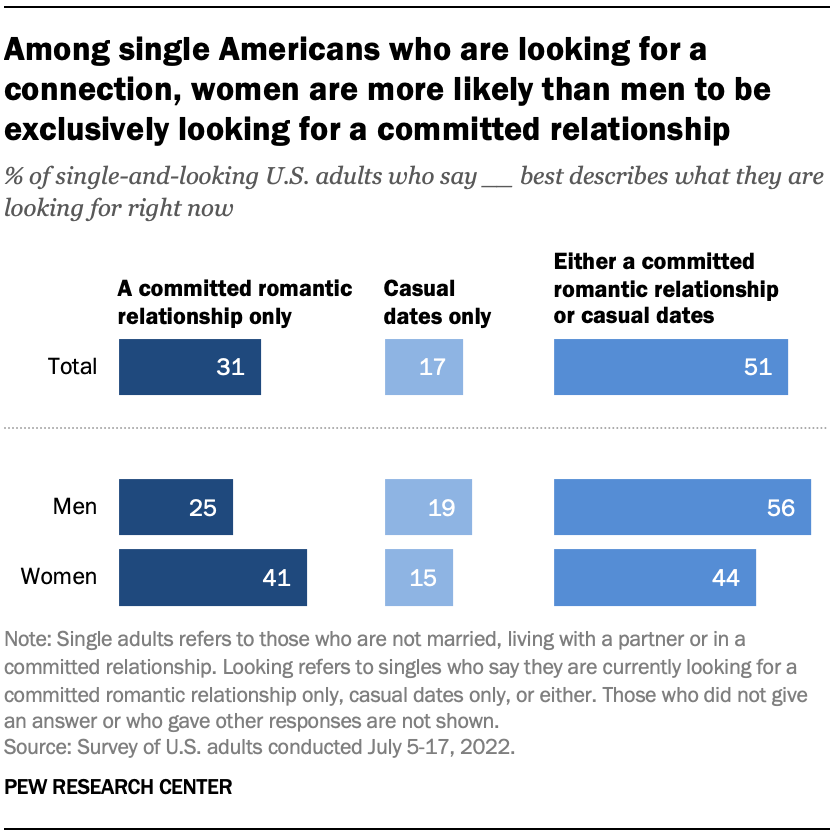 Among single Americans who are looking for a
connection, women are more likely than men to be
exclusively looking for a committed relationship
% of single-and-looking U.S. adults who say __ best describes what they are
looking for right now
A committed romantic
relationship only
Casual
dates only
Either a committed
romantic relationship
or casual dates
Total 31 17 51
Men 25 19 56
Women 41 15 44
Note: Single adults refers to those who are not married, living with a partner or in a
committed relationship. Looking refers to singles who say they are currently looking for a
committed romantic relationship only, casual dates only, or either. Those who did not give
an answer or who gave other responses are not shown.
Source: Survey of U.S. adults conducted July 5-17, 2022.
PEW RESEARCH CENTER